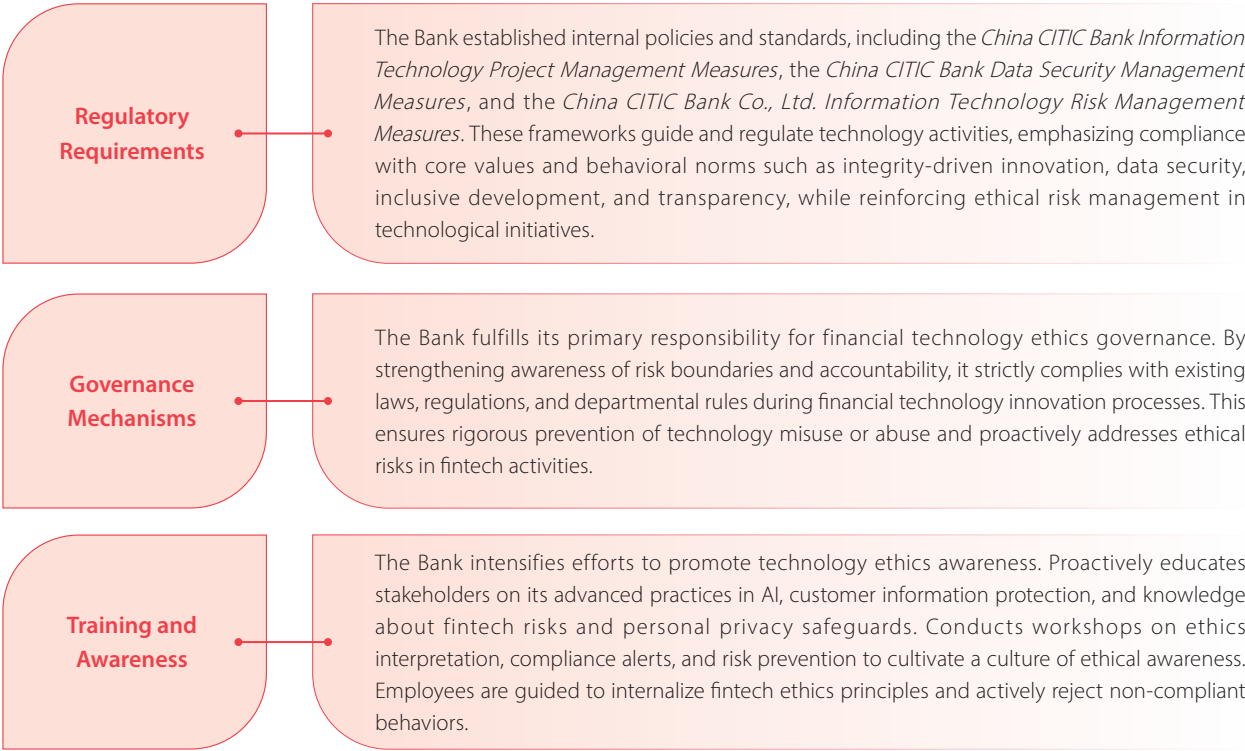 Regulatory
Requirements
The Bank established internal policies and standards, including the China CITIC Bank Information
Technology Project Management Measures, the China CITIC Bank Data Security Management
Measures, and the China CITIC Bank Co., Ltd. Information Technology Risk Management
Measures. These frameworks guide and regulate technology activities, emphasizing compliance
with core values and behavioral norms such as integrity-driven innovation, data security,
inclusive development, and transparency, while reinforcing ethical risk management in
technological initiatives.
Governance
Mechanisms
The Bank fulfills its primary responsibility for financial technology ethics governance. By
strengthening awareness of risk boundaries and accountability, it strictly complies with existing
laws, regulations, and departmental rules during financial technology innovation processes. This
ensures rigorous prevention of technology misuse or abuse and proactively addresses ethical
risks in fintech activities.
Training and
Awareness
The Bank intensifies efforts to promote technology ethics awareness. Proactively educates
stakeholders on its advanced practices in AI, customer information protection, and knowledge
about fintech risks and personal privacy safeguards. Conducts workshops on ethics
interpretation, compliance alerts, and risk prevention to cultivate a culture of ethical awareness.
Employees are guided to internalize fintech ethics principles and actively reject non-compliant
behaviors.